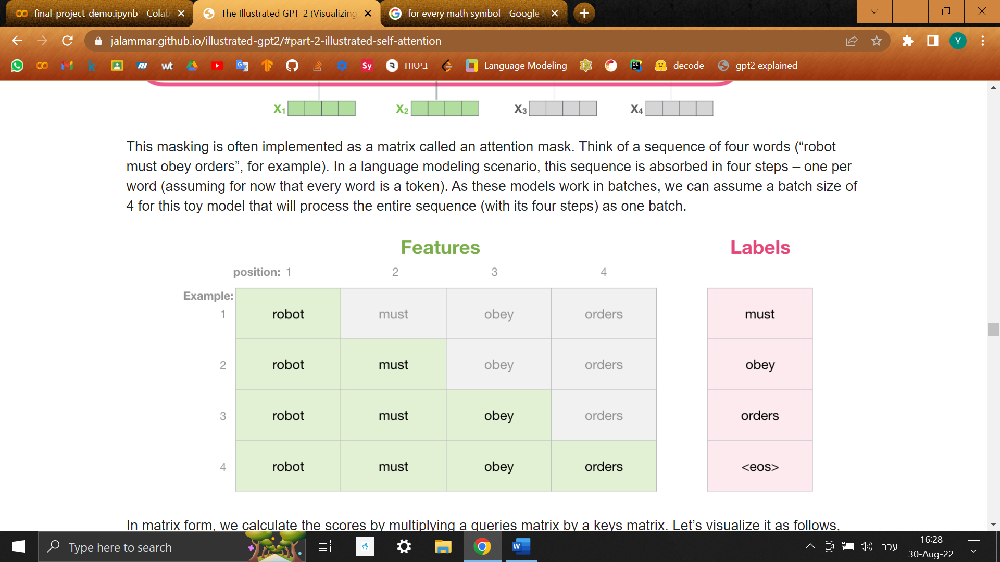 final_project_demo.ipynb - Colab
The Illustrated GPT-2 (Visualizing
for every math symbol - Google
jalammar.github.io/illustrated-gpt2/#part-2-illustrated-self-attention
Y
wt
Sy
ביטוח
Language Modeling
DL
decode
gpt2 explained
X1
X2
X3
X4
This masking is often implemented as a matrix called an attention mask. Think of a sequence of four words (“robot
must obey orders”, for example). In a language modeling scenario, this sequence is absorbed in four steps – one per
word (assuming for now that every word is a token). As these models work in batches, we can assume a batch size of
4 for this toy model that will process the entire sequence (with its four steps) as one batch.
Features Labels
position: 1 2 3 4
Example:
1 robot must obey orders must
2 robot must obey orders obey
3 robot must obey orders orders
4 robot must obey orders <eos>
In matrix form, we calculate the scores by multiplying a queries matrix by a keys matrix. Let’s visualize it as follows,
Type here to search
W
עבר
16:28
30-Aug-22